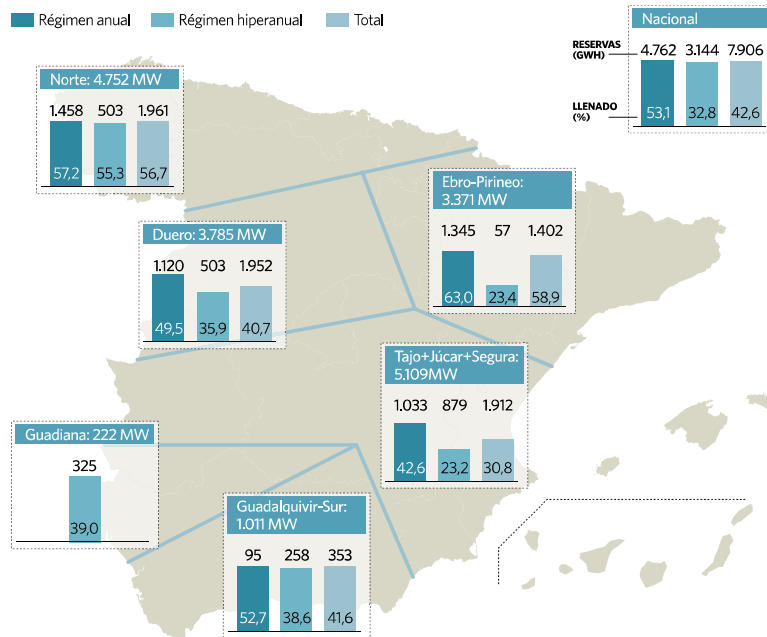 Régimen anual Régimen hiperanual Total
Nacional
RESERVAS (GWH) 4.762 3.144 7.906
LLENADO (%) 53,1 32,8 42,6
Norte: 4.752 MW
1.458 503 1.961
57,2 55,3 56,7
Ebro-Pirineo:
3.371 MW
1.345 57 1.402
63,0 23,4 58,9
Duero: 3.785 MW
1.120 503 1.952
49,5 35,9 40,7
Tajo+Júcar+Segura:
5.109MW
1.033 879 1.912
42,6 23,2 30,8
Guadiana: 222 MW
325
39,0
Guadalquivir-Sur:
1.011 MW
95 258 353
52,7 38,6 41,6